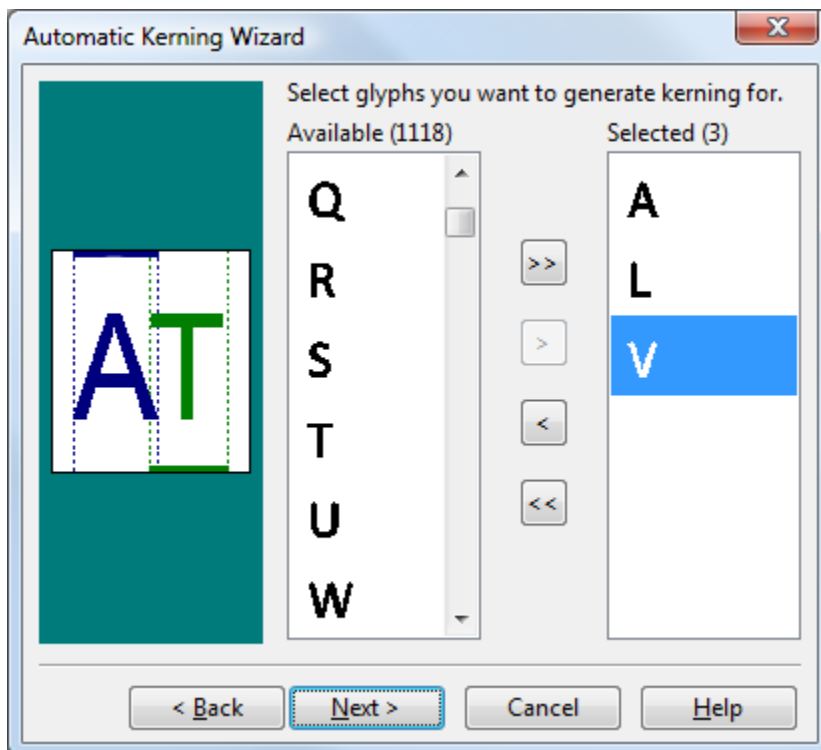 Automatic Kerning Wizard
X
Select glyphs you want to generate kerning for.
Available (1118)
Selected (3)
Q
R
S
T
U
W
>>
>
<
<<
A
L
V
AT
< Back
Next >
Cancel
Help